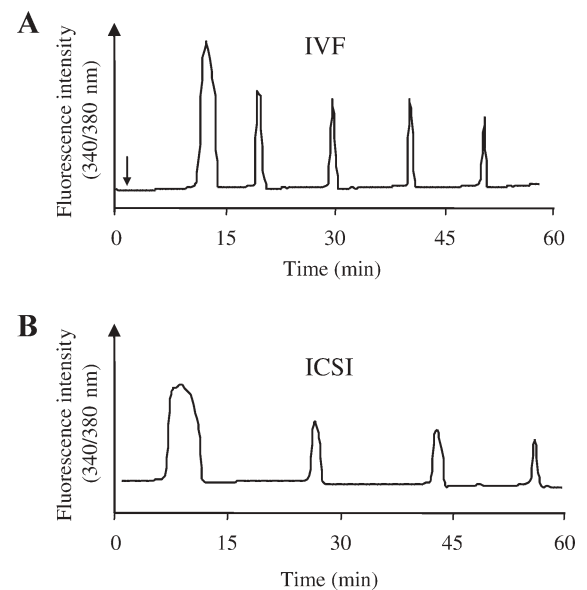 A
IVF
Fluorescence intensity
(340/380 nm)
0 15 30 45 60
Time (min)
B
ICSI
Fluorescence intensity
(340/380 nm)
0 15 30 45 60
Time (min)